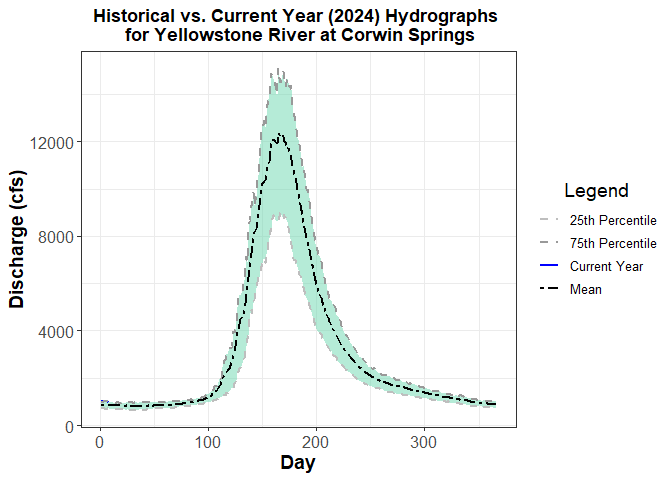 Historical vs. Current Year (2024) Hydrographs
for Yellowstone River at Corwin Springs
Discharge (cfs)
12000
8000
4000
0
0 100 200 300
Day
Legend
25th Percentile
75th Percentile
Current Year
Mean